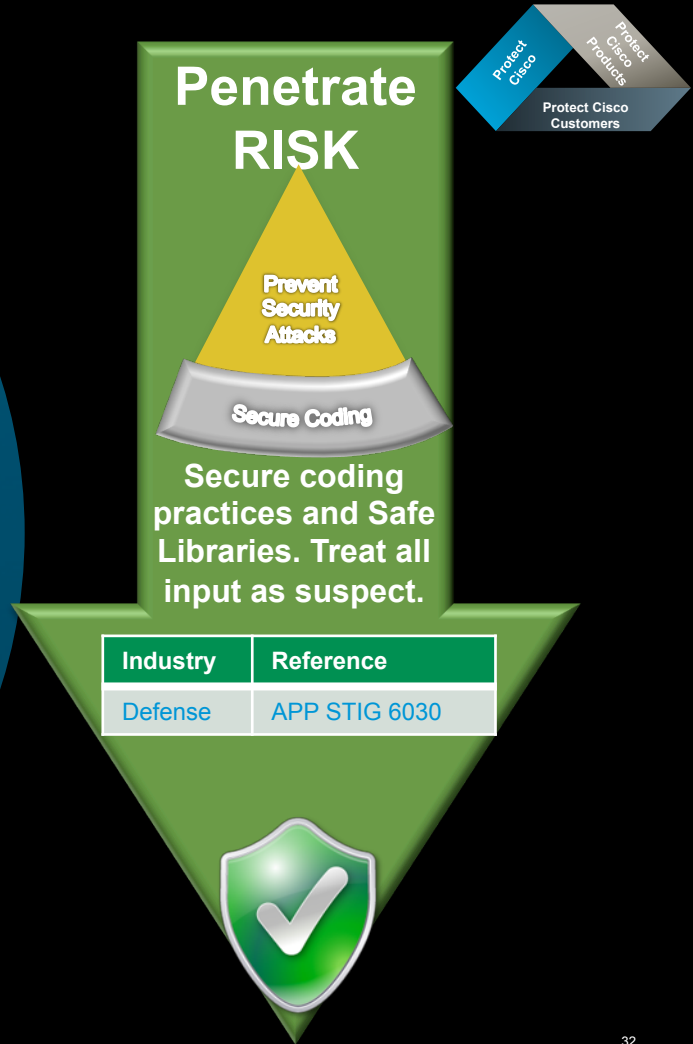 Protect
Cisco
Protect
Cisco
Products
Protect Cisco
Customers
Penetrate
RISK
Prevent
Security
Attacks
Secure Coding
Secure coding
practices and Safe
Libraries. Treat all
input as suspect.
Industry Reference
Defense APP STIG 6030
32